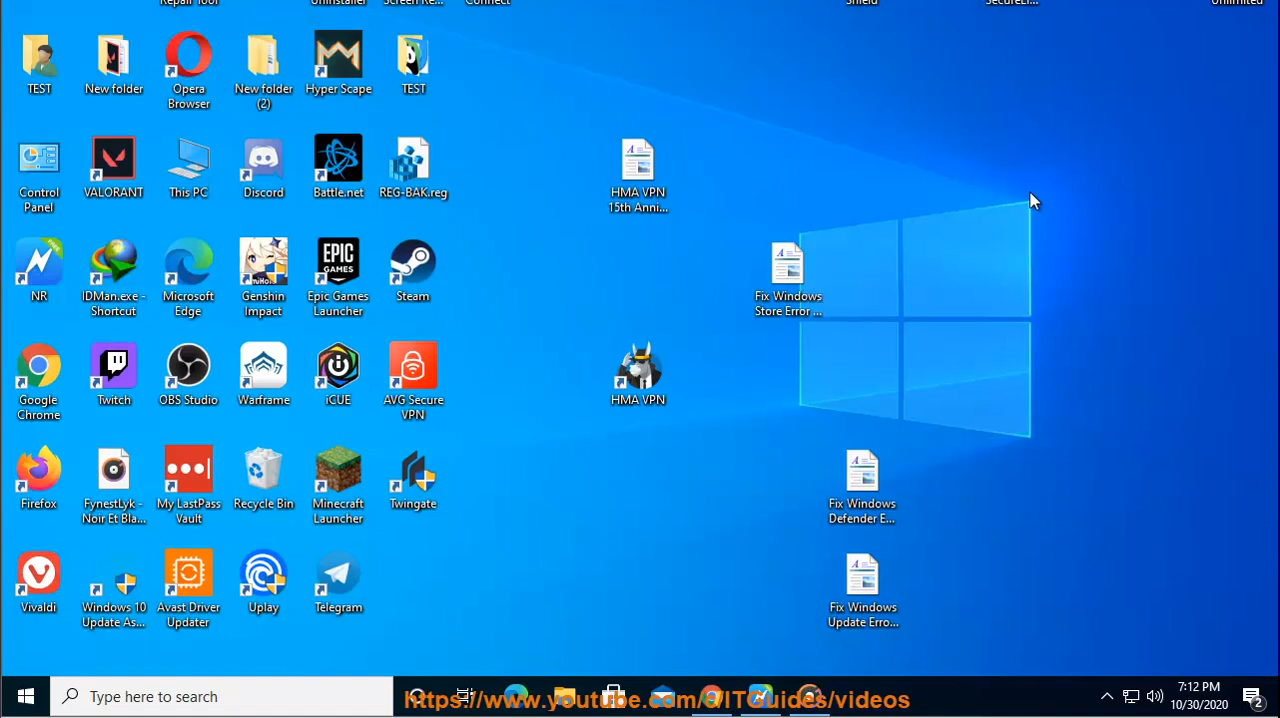 Repair Tool
Uninstaller
Screen Re...
Connect
Shield
SecureLi...
Unlimited
TEST
New folder
Opera
Browser
New folder
(2)
Hyper Scape
TEST
Control
Panel
VALORANT
This PC
Discord
Battle.net
REG-BAK.reg
HMA VPN
15th Anni...
NR
IDMan.exe -
Shortcut
Microsoft
Edge
Genshin
Impact
EPIC
GAMES
Epic Games
Launcher
Steam
Fix Windows
Store Error ...
Google
Chrome
Twitch
OBS Studio
Warframe
iCUE
AVG Secure
VPN
HMA VPN
Firefox
FynestLyk -
Noir Et Bla...
My LastPass
Vault
Recycle Bin
Minecraft
Launcher
Twingate
Fix Windows
Defender E...
Vivaldi
Windows 10
Update As...
Avast Driver
Updater
Uplay
Telegram
Fix Windows
Update Erro...
Type here to search
https://www.youtube.com/c/ITGuides/videos
7:12 PM
10/30/2020
2